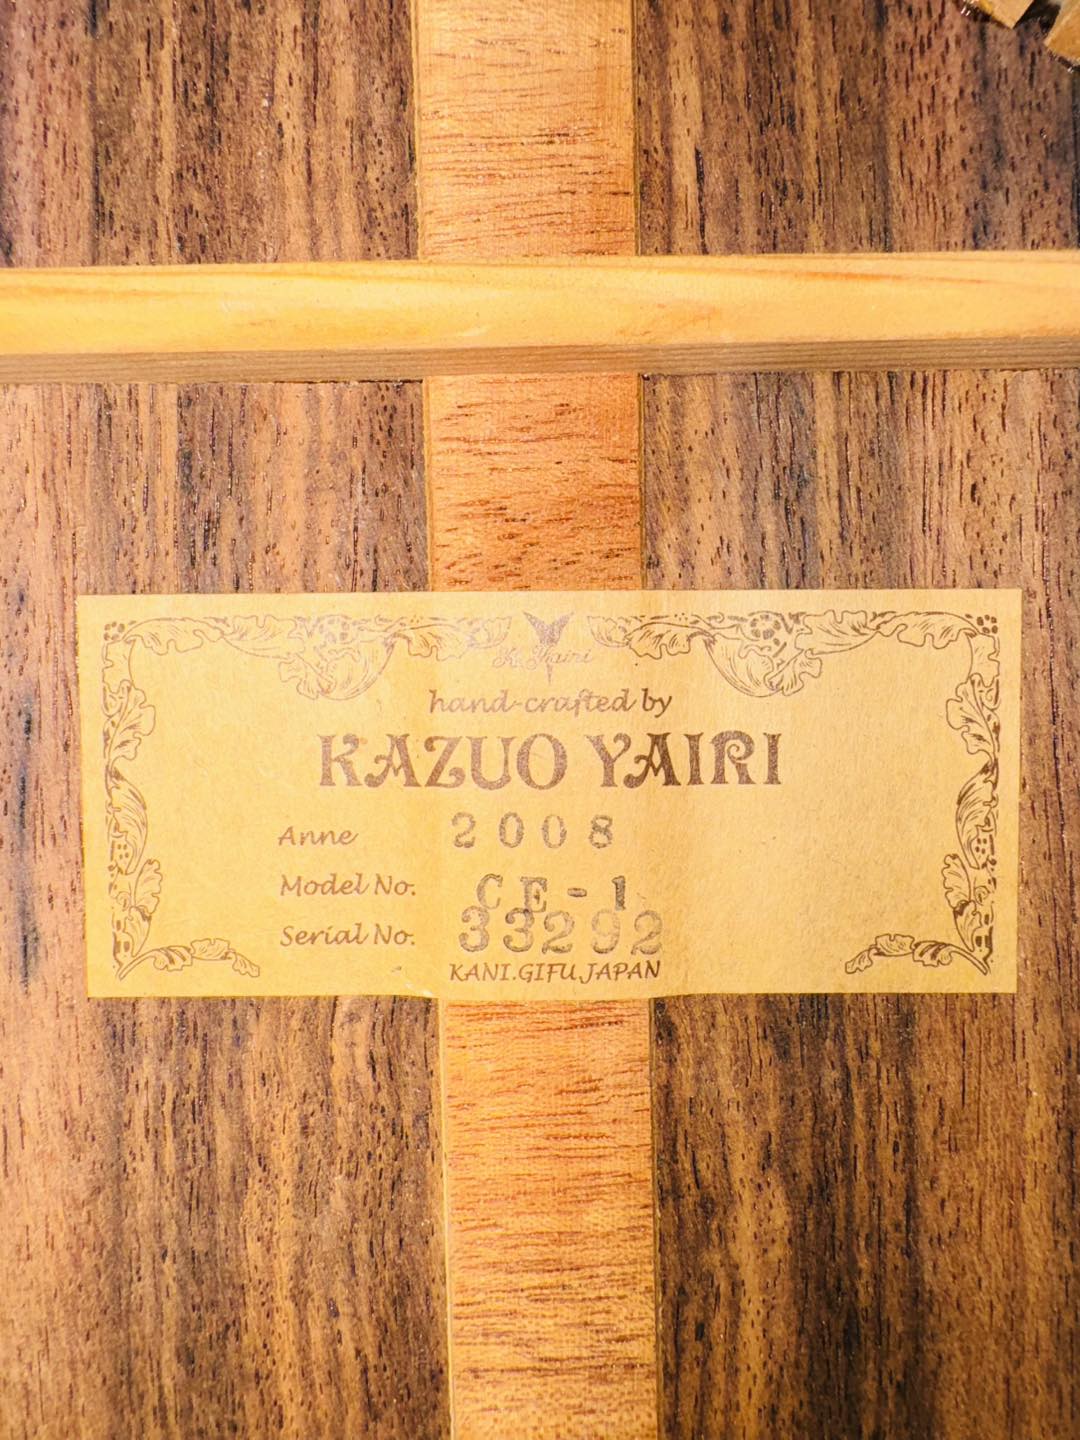 K. Yairi
hand-crafted by
KAZUO YAIRI
Anne 2008
Model No. CE-1
Serial No. 33292
KANI.GIFU.JAPAN